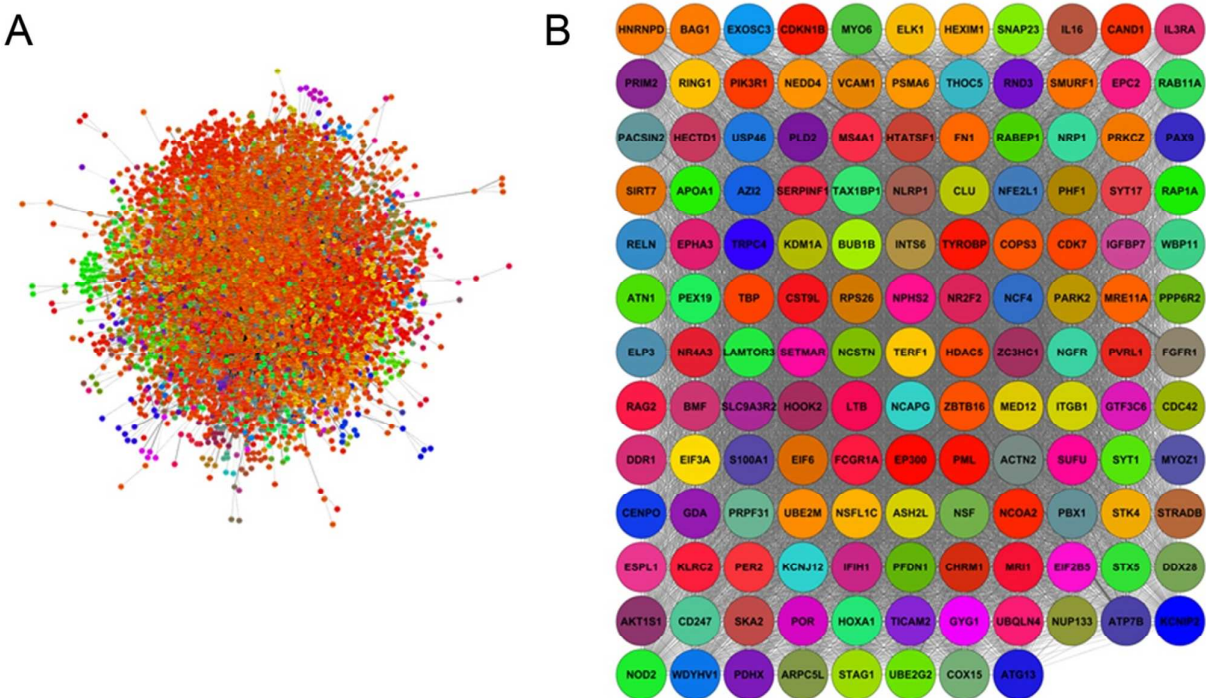 A
B
HNRNPD BAG1 EXOSC3 CDKN1B MYO6 ELK1 HEXIM1 SNAP23 IL16 CAND1 IL3RA
PRIM2 RING1 PIK3R1 NEDD4 VCAM1 PSMA6 THOC5 RND3 SMURF1 EPC2 RAB11A
PACSIN2 HECTD1 USP46 PLD2 MS4A1 HTATSF1 FN1 RABEP1 NRP1 PRKCZ PAX9
SIRT7 APOA1 AZI2 SERPINF1 TAX1BP1 NLRP1 CLU NFE2L1 PHF1 SYT17 RAP1A
RELN EPHA3 TRPC4 KDM1A BUB1B INTS6 TYROBP COPS3 CDK7 IGFBP7 WBP11
ATN1 PEX19 TBP CST9L RPS26 NPHS2 NR2F2 NCF4 PARK2 MRE11A PPP6R2
ELP3 NR4A3 LAMTOR3 SETMAR NCSTN TERF1 HDAC5 ZC3HC1 NGFR PVRL1 FGFR1
RAG2 BMF SLC9A3R2 HOOK2 LTB NCAPG ZBTB16 MED12 ITGB1 GTF3C6 CDC42
DDR1 EIF3A S100A1 EIF6 FCGR1A EP300 PML ACTN2 SUFU SYT1 MYOZ1
CENPO GDA PRPF31 UBE2M NSFL1C ASH2L NSF NCOA2 PBX1 STK4 STRADB
ESPL1 KLRC2 PER2 KCNJ12 IFIH1 PFDN1 CHRM1 MRI1 EIF2B5 STX5 DDX28
AKT1S1 CD247 SKA2 POR HOXA1 TICAM2 GYG1 UBQLN4 NUP133 ATP7B KCNIP2
NOD2 WDYHV1 PDHX ARPC5L STAG1 UBE2G2 COX15 ATG13